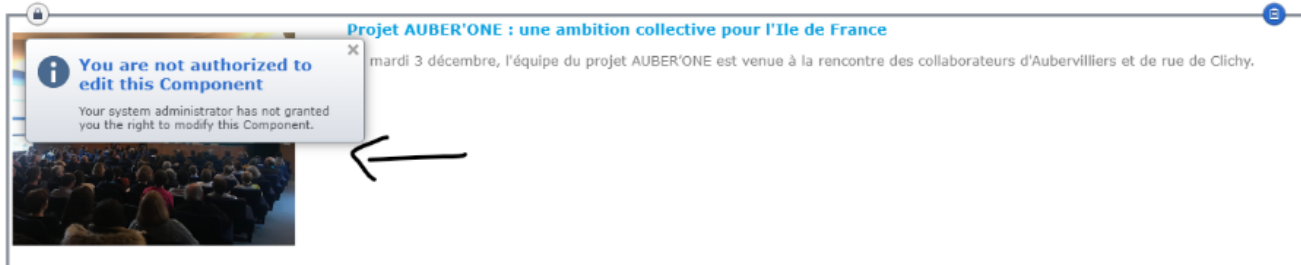 Projet AUBER'ONE : une ambition collective pour l'Ile de France
mardi 3 décembre, l'équipe du projet AUBER'ONE est venue à la rencontre des collaborateurs d'Aubervilliers et de rue de Clichy.
You are not authorized to
edit this Component
Your system administrator has not granted
you the right to modify this Component.